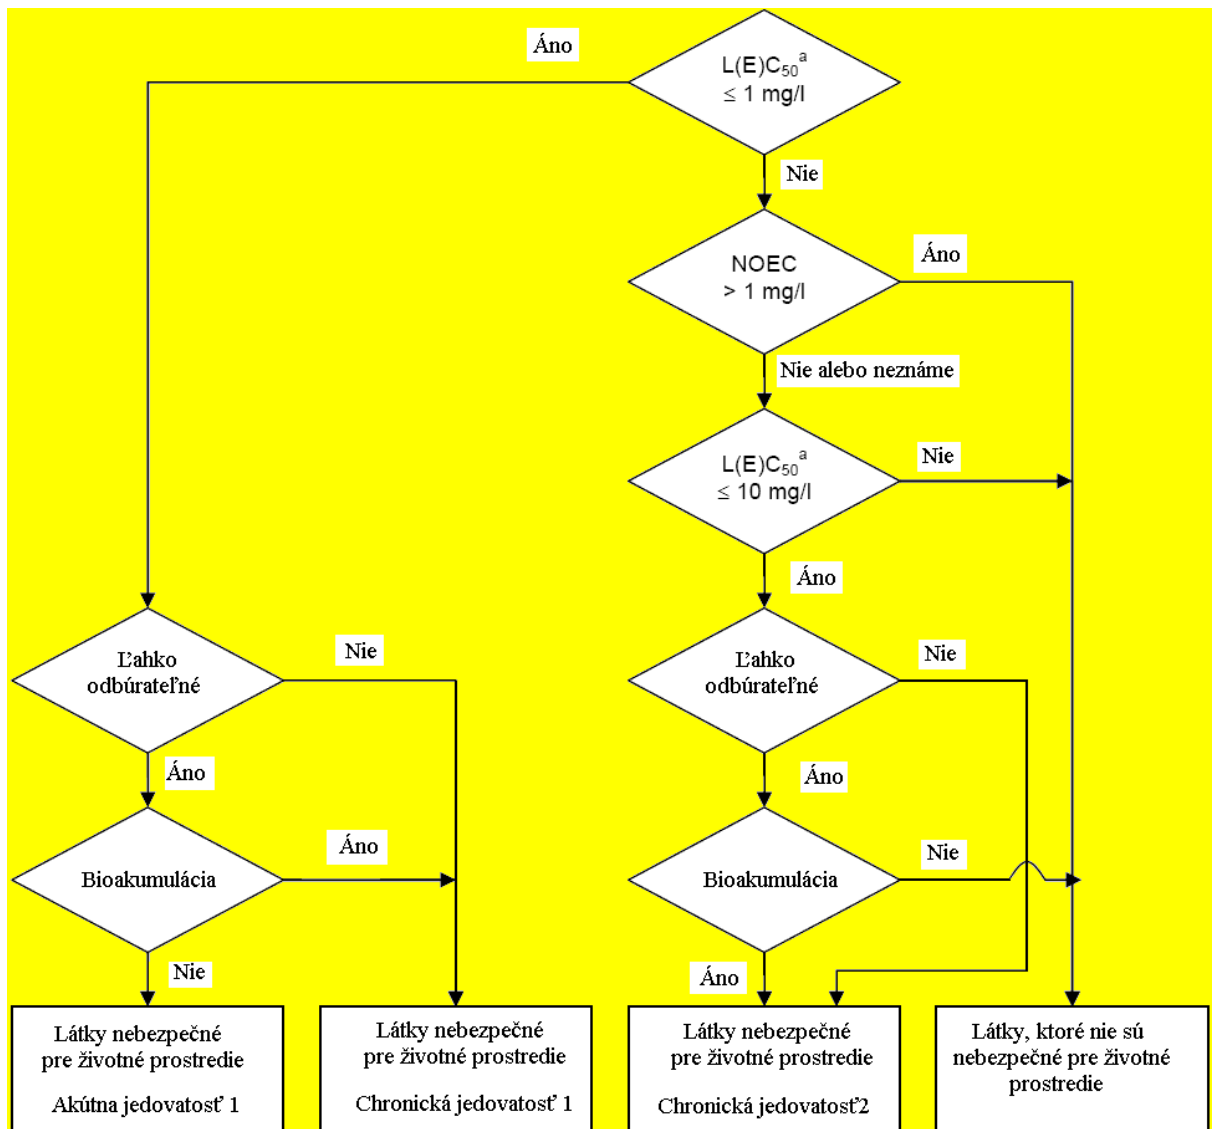 Áno
L(E)C₅₀ᵃ
≤ 1 mg/l
Nie
NOEC
> 1 mg/l
Áno
Nie alebo neznáme
L(E)C₅₀ᵃ
≤ 10 mg/l
Nie
Áno
Ľahko
odbúrateľné
Nie
Ľahko
odbúrateľné
Nie
Áno
Áno
Bioakumulácia
Áno
Bioakumulácia
Nie
Nie
Áno
Látky nebezpečné
pre životné prostredie
Akútna jedovatosť 1
Látky nebezpečné
pre životné prostredie
Chronická jedovatosť 1
Látky nebezpečné
pre životné prostredie
Chronická jedovatosť2
Látky, ktoré nie sú
nebezpečné pre životné
prostredie